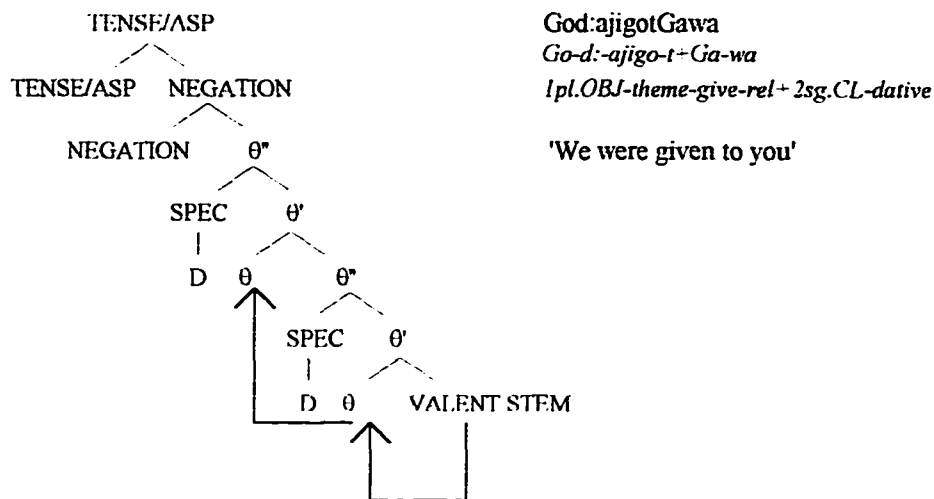 TENSE/ASP
God:ajigotGawa
Go-d:-ajigo-t+Ga-wa
TENSE/ASP NEGATION
1pl.OBJ-theme-give-rel+2sg.CL-dative
NEGATION θ"
'We were given to you'
SPEC θ'
D θ θ"
SPEC θ'
D θ VALENT STEM